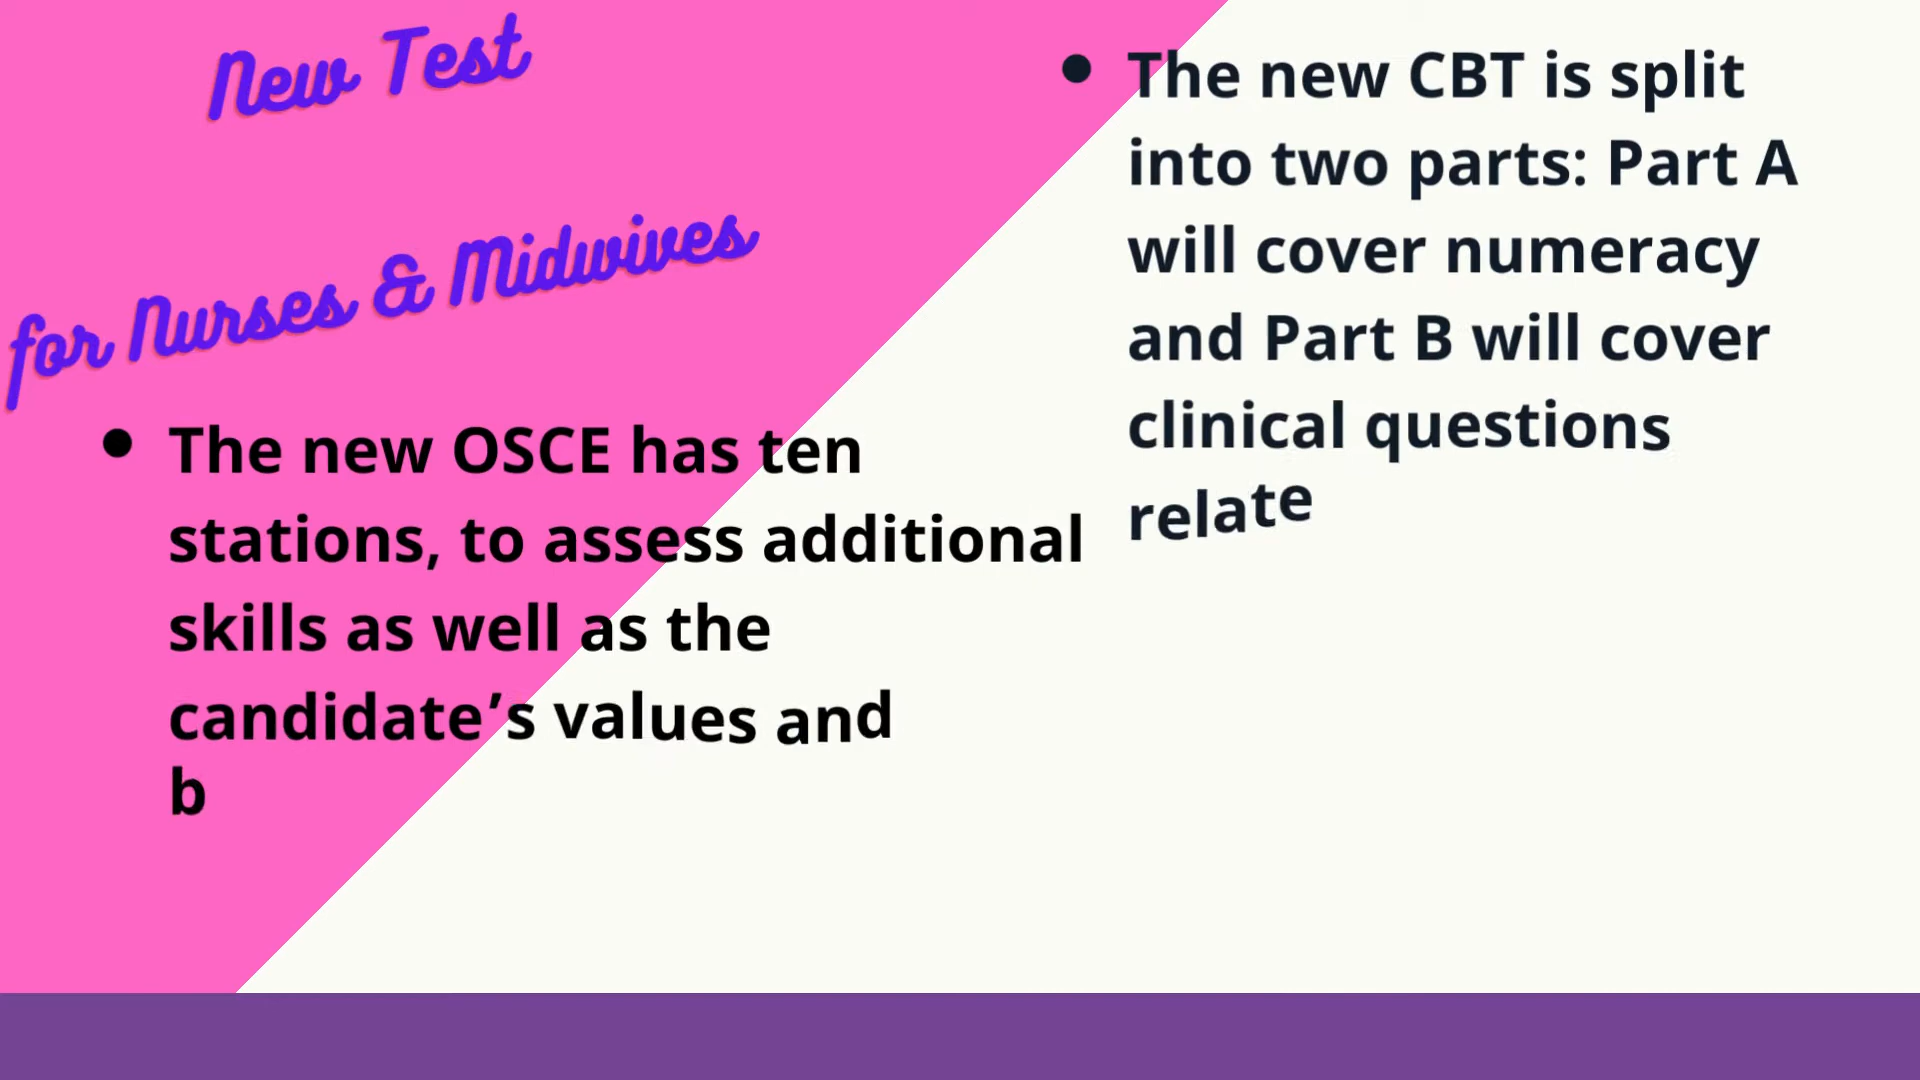 New Test
for Nurses & Midwives
• The new OSCE has ten
stations, to assess additional
skills as well as the
candidate’s values and
b
• The new CBT is split
into two parts: Part A
will cover numeracy
and Part B will cover
clinical questions
relate